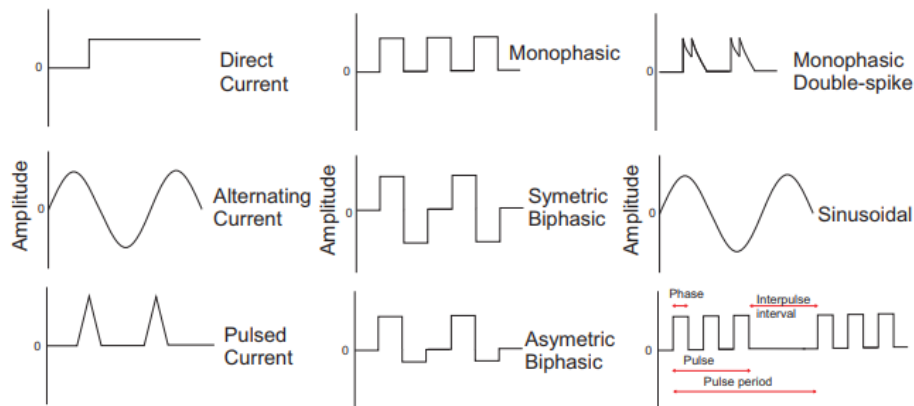 0
Direct
Current
0
Monophasic
0
Monophasic
Double-spike
Amplitude
0
Alternating
Current
Amplitude
0
Symetric
Biphasic
Amplitude
0
Sinusoidal
0
Pulsed
Current
0
Asymetric
Biphasic
Phase
Interpulse
interval
0
Pulse
Pulse period